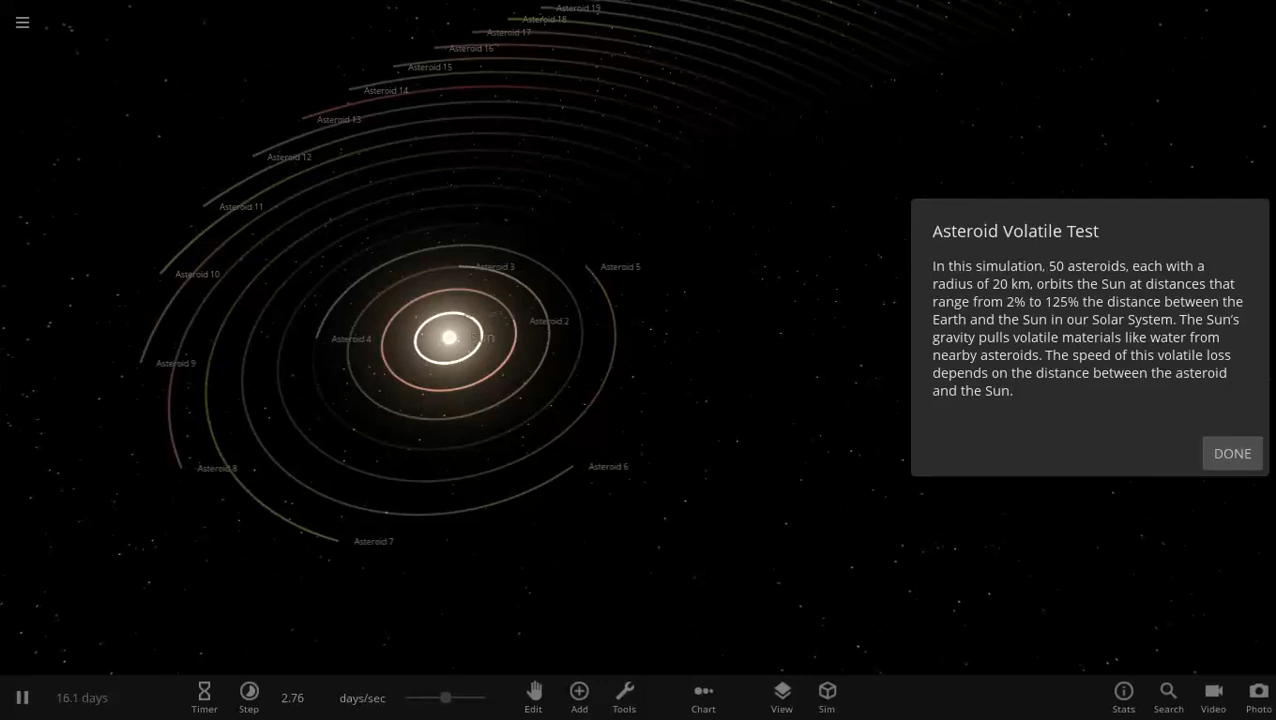 Asteroid 19
Asteroid 18
Asteroid 17
Asteroid 16
Asteroid 15
Asteroid 14
Asteroid 13
Asteroid 12
Asteroid 11
Asteroid 10
Asteroid 9
Asteroid 8
Asteroid 7
Asteroid 6
Asteroid 5
Asteroid 4
Asteroid 3
Asteroid 2
Sun
Asteroid Volatile Test
In this simulation, 50 asteroids, each with a
radius of 20 km, orbits the Sun at distances that
range from 2% to 125% the distance between the
Earth and the Sun in our Solar System. The Sun's
gravity pulls volatile materials like water from
nearby asteroids. The speed of this volatile loss
depends on the distance between the asteroid
and the Sun.
DONE
16.1 days
Timer
Step
2.76
days/sec
Edit
Add
Tools
Chart
View
Sim
Stats
Search
Video
Photo